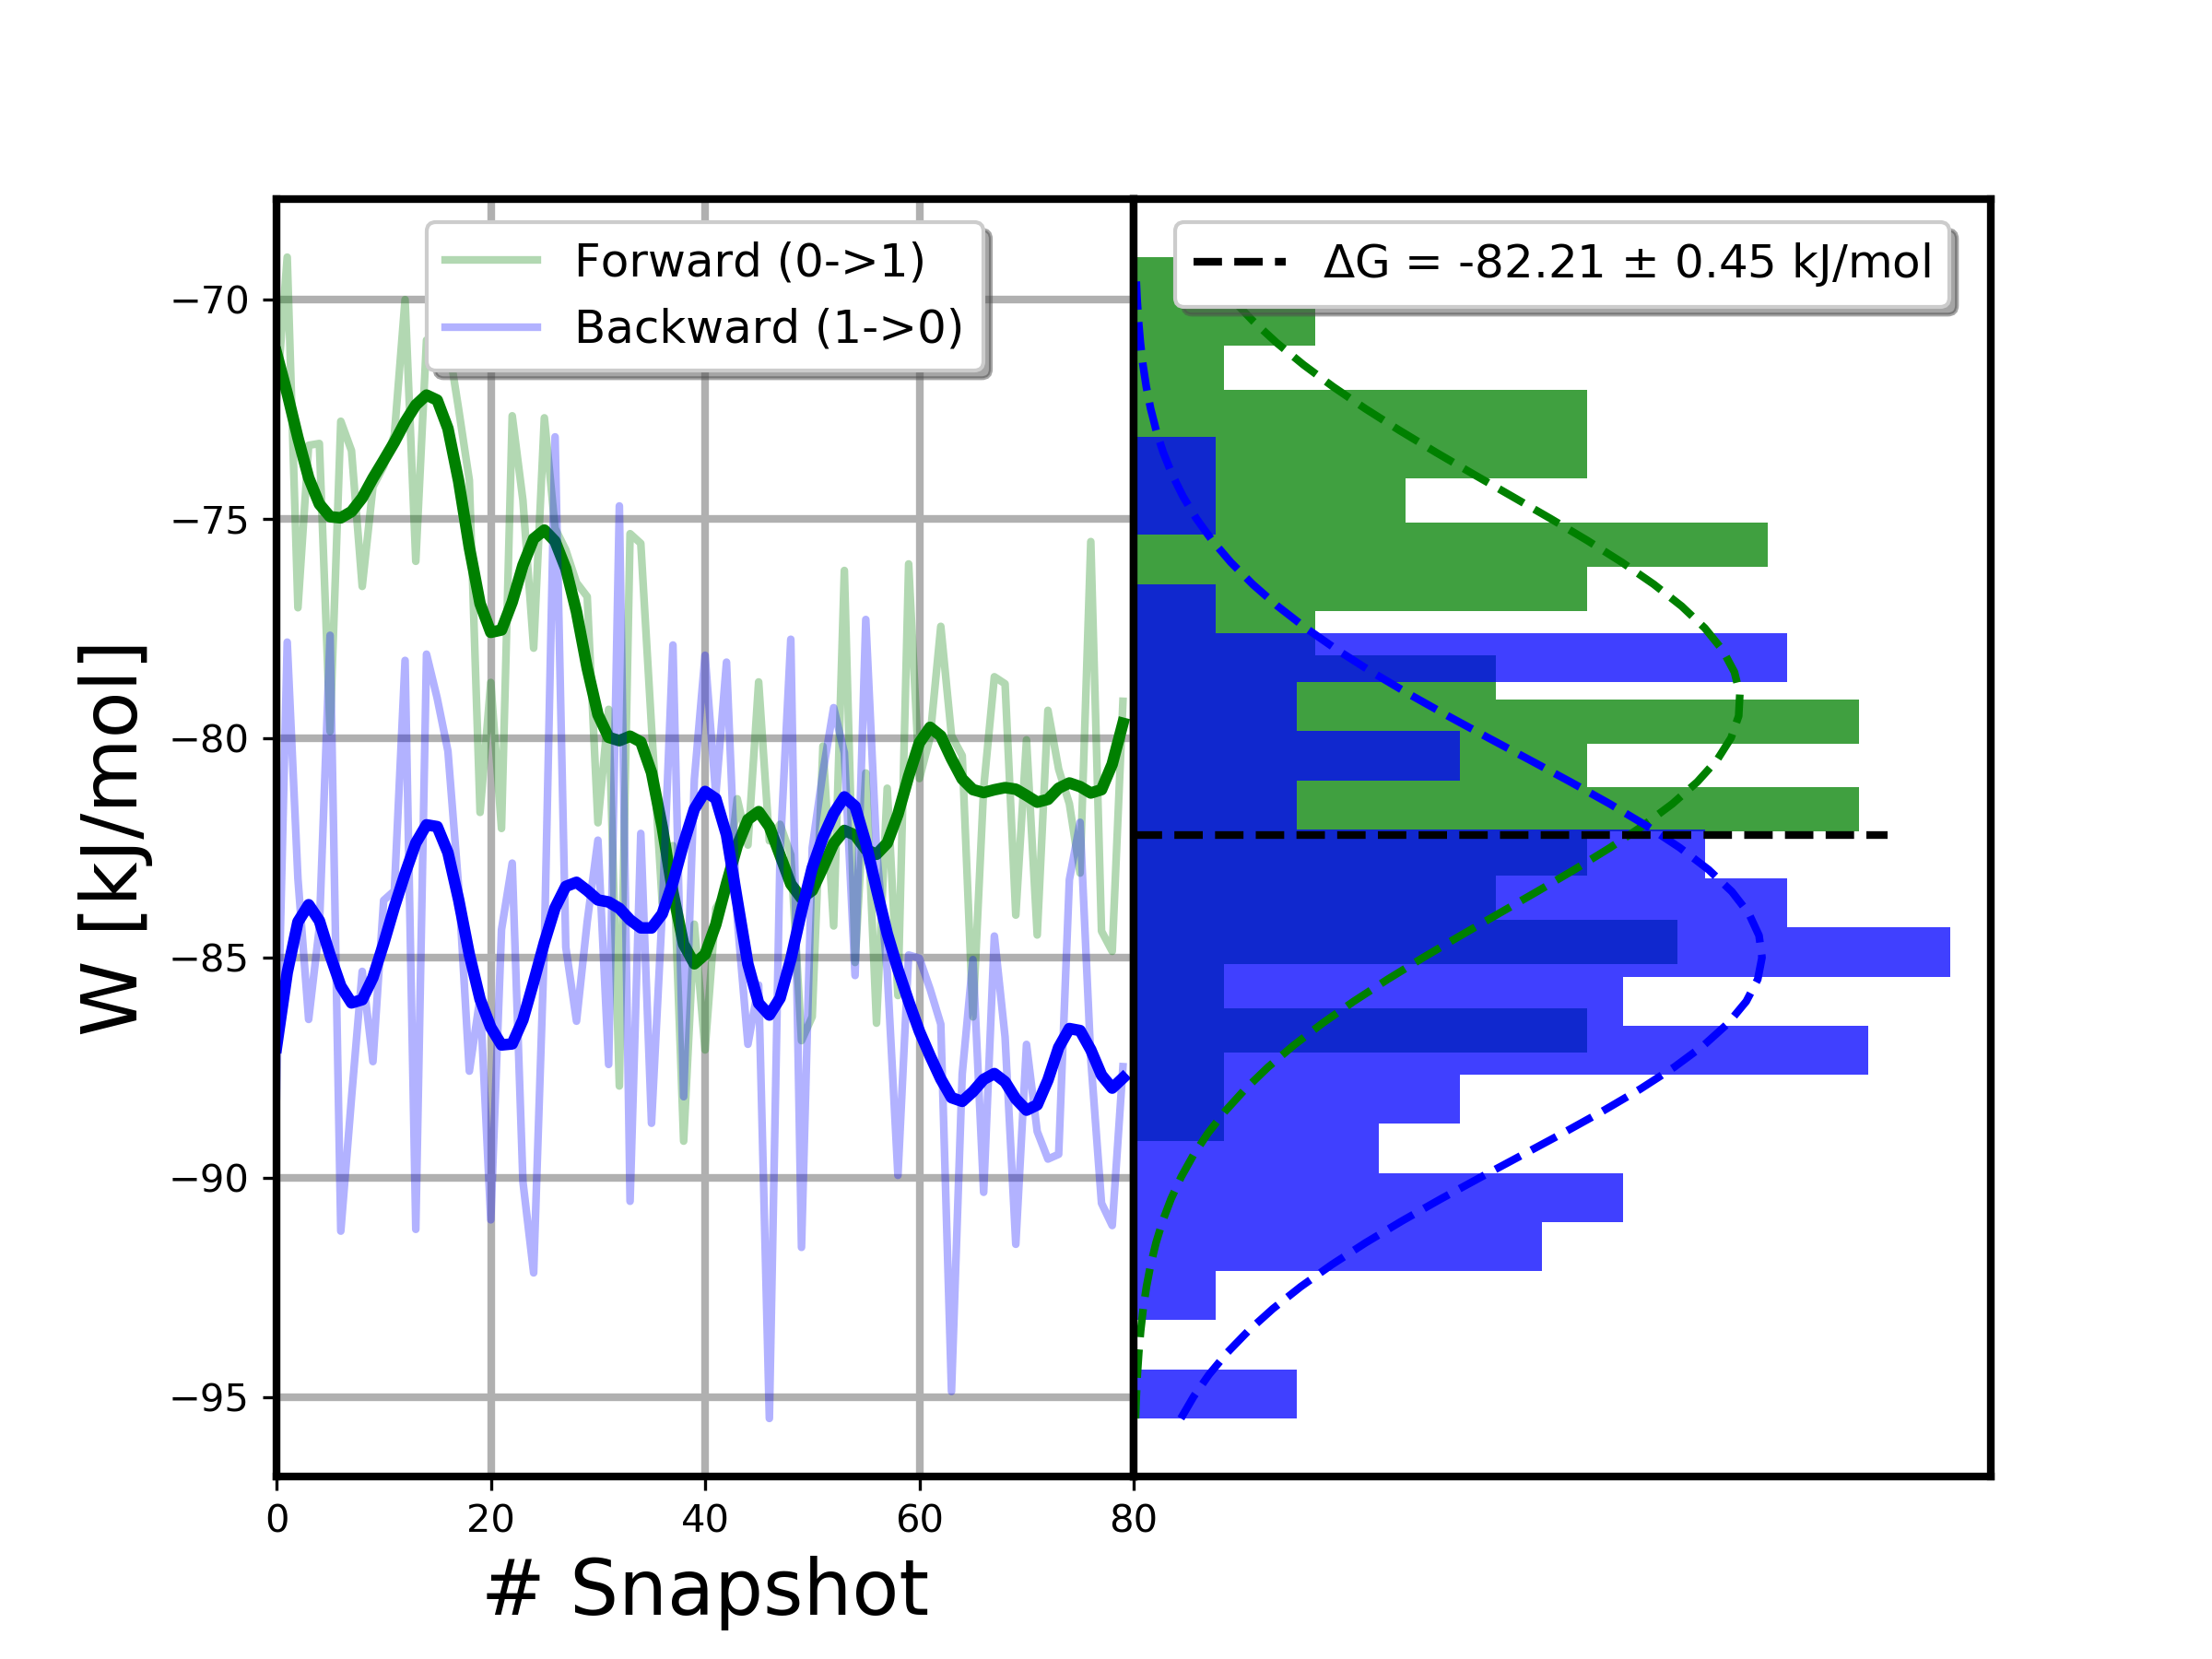 Forward (0->1)
Backward (1->0)
ΔG = -82.21 ± 0.45 kJ/mol
W [kJ/mol]
−70
−75
−80
−85
−90
−95
0 20 40 60 80
# Snapshot